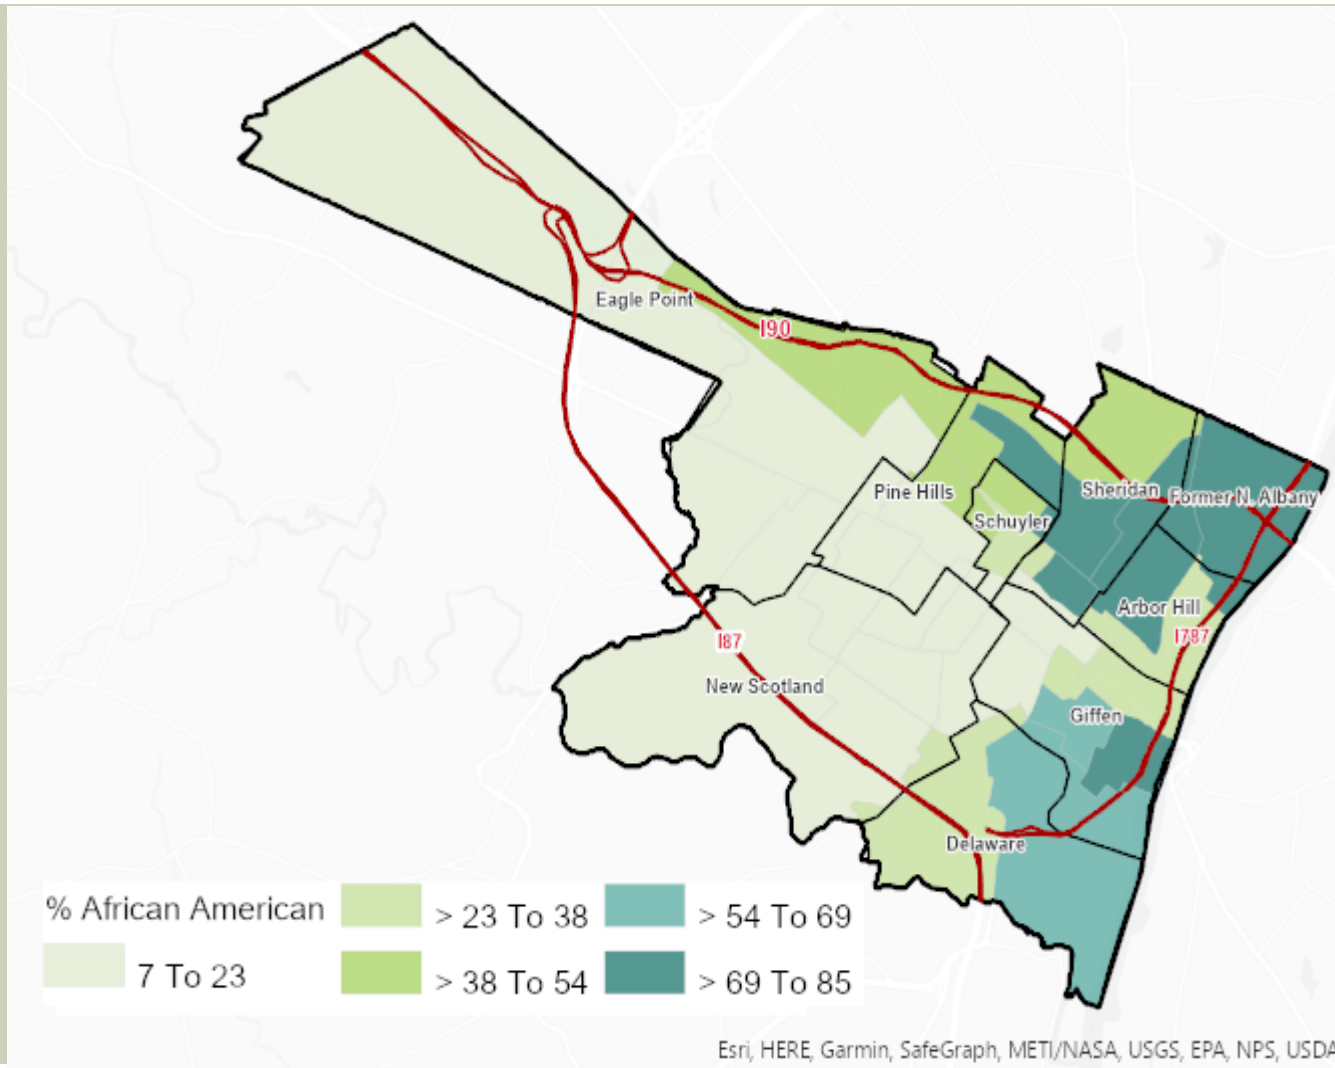 Eagle Point
I90
Pine Hills
Schuyler
Sheridan
Former N. Albany
Arbor Hill
I787
I87
New Scotland
Giffen
Delaware
% African American
7 To 23
> 23 To 38
> 38 To 54
> 54 To 69
> 69 To 85
Esri, HERE, Garmin, SafeGraph, METI/NASA, USGS, EPA, NPS, USDA